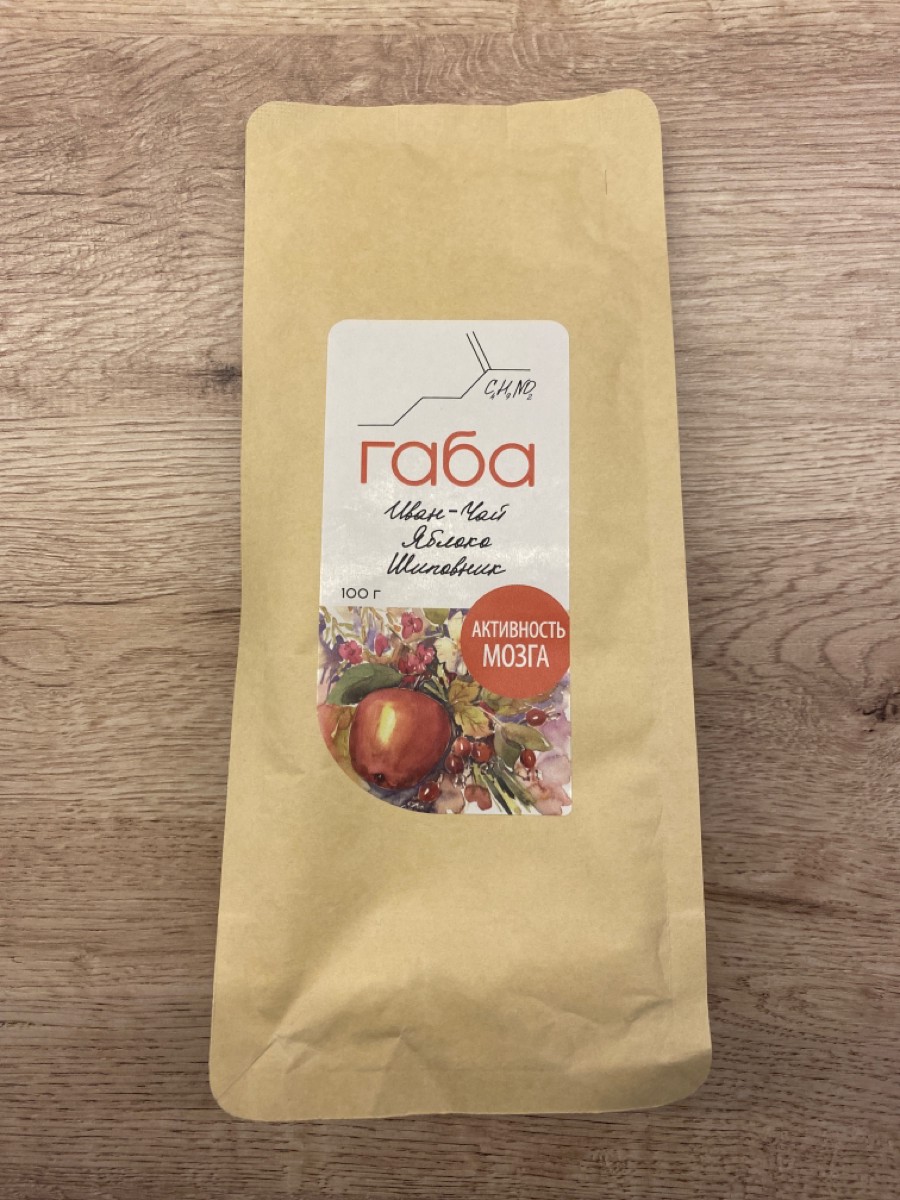 C₄H₉NO₂
габа
Иван-Чай
Яблоко
Шиповник
100 г
АКТИВНОСТЬ
МОЗГА